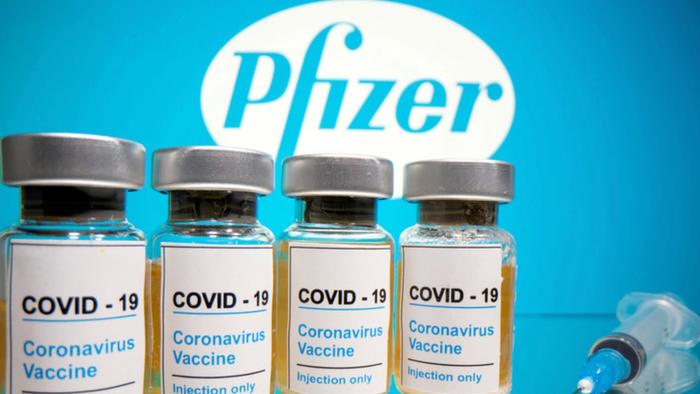 Pfizer
COVID - 19
Coronavirus
Vaccine
COVID - 19
Coronavirus
Vaccine
Injection only
COVID - 19
Coronavirus
Vaccine
Injection only
COVID - 19
Coronavirus
Vaccine
Injection only